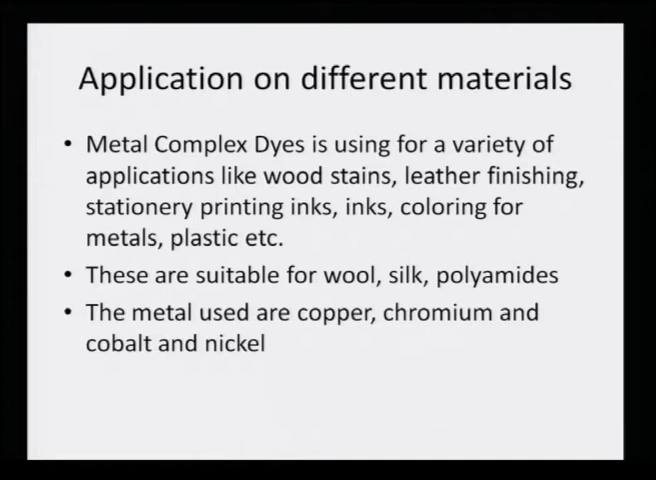 Application on different materials
• Metal Complex Dyes is using for a variety of
applications like wood stains, leather finishing,
stationery printing inks, inks, coloring for
metals, plastic etc.
• These are suitable for wool, silk, polyamides
• The metal used are copper, chromium and
cobalt and nickel